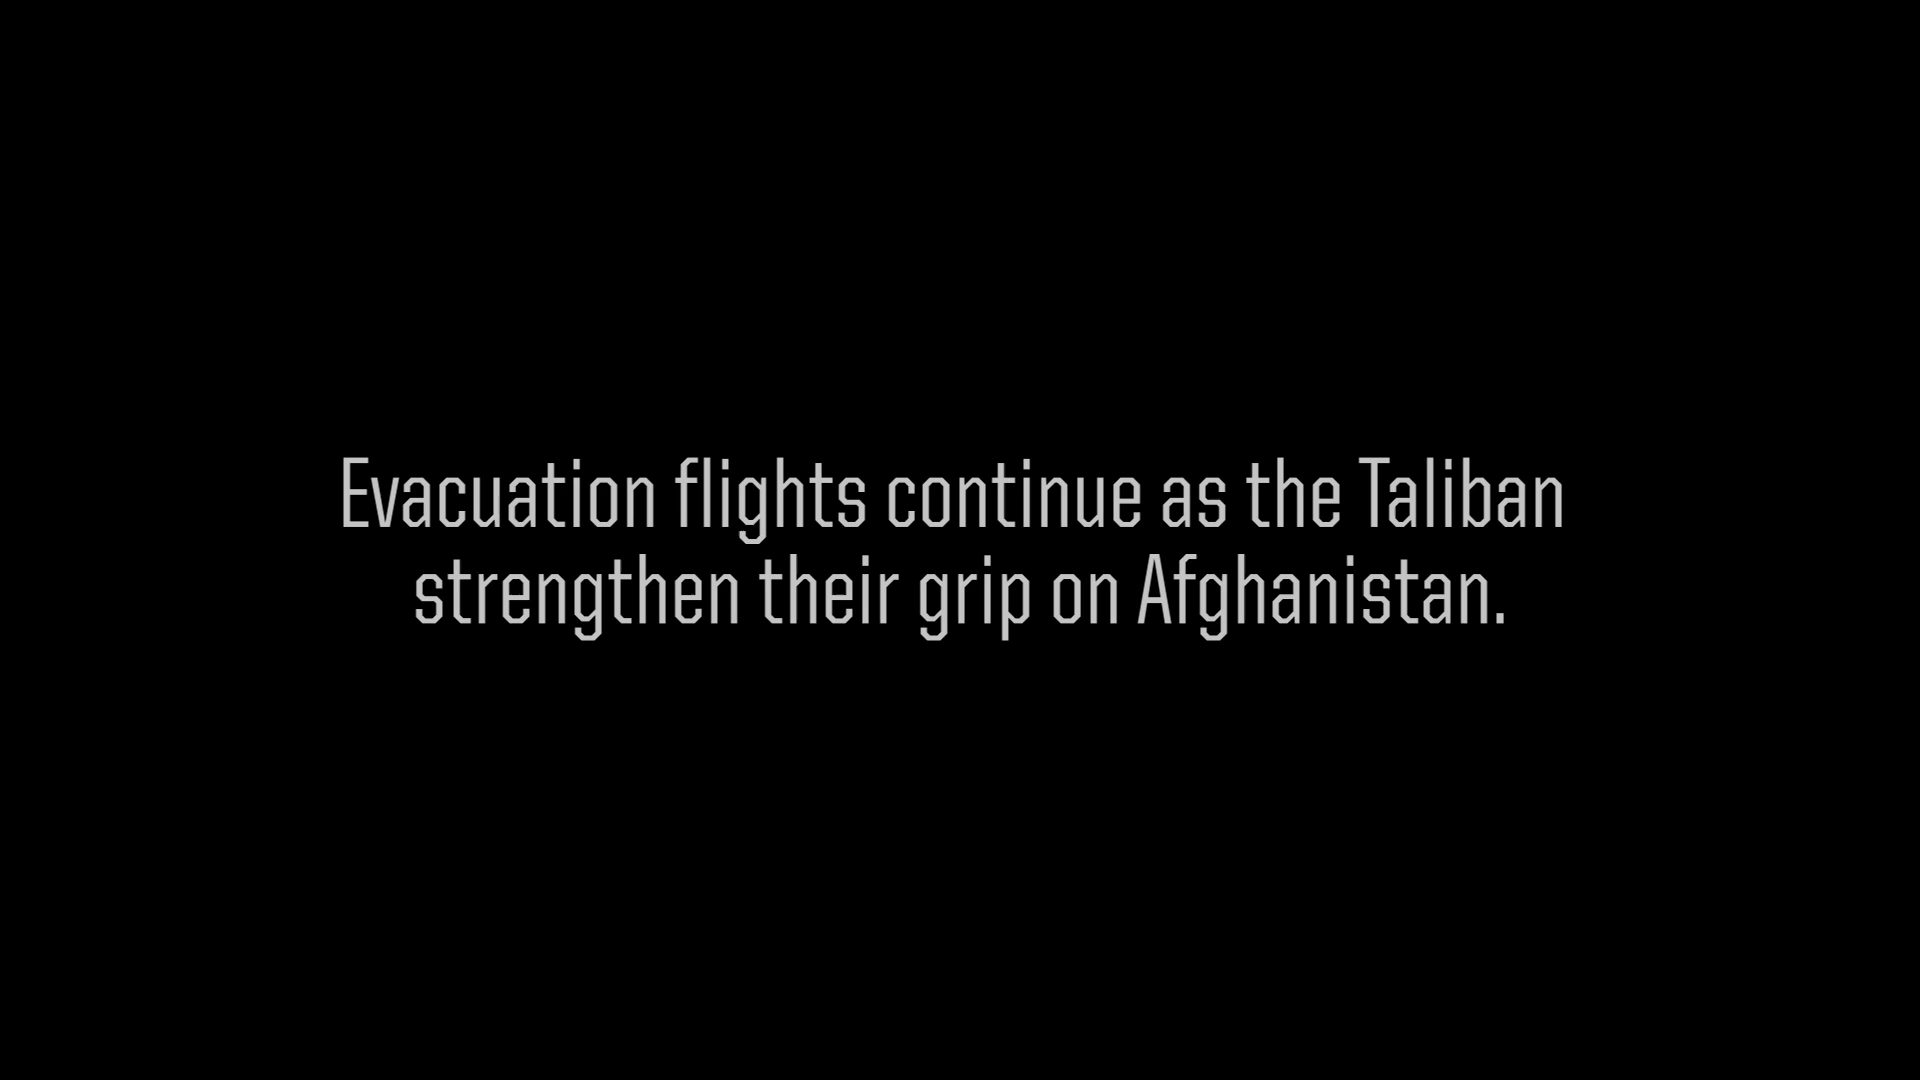 Evacuation flights continue as the Taliban
strengthen their grip on Afghanistan.